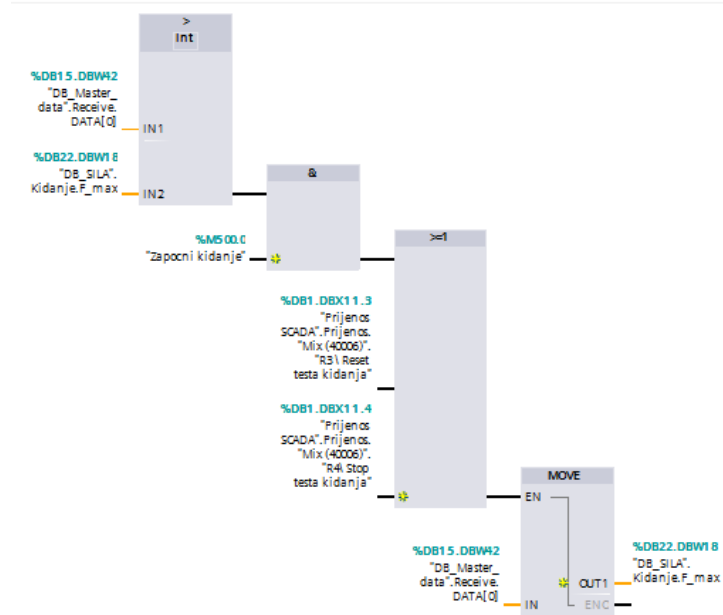 >
Int
%DB15.DBW42
"DB_Master_
data".Receive.
DATA[0]
IN1
%DB22.DBW18
"DB_SILA".
Kidanje.F_max
IN2
&
%M500.0
"Zapocni kidanje"
>=1
%DB1.DBX11.3
"Prijenos
SCADA".Prijenos.
"Mix (40006)".
"R3\ Reset
testa kidanja"
%DB1.DBX11.4
"Prijenos
SCADA".Prijenos.
"Mix (40006)".
"R4\ Stop
testa kidanja"
MOVE
EN
%DB15.DBW42
"DB_Master_
data".Receive.
DATA[0]
IN
%DB22.DBW18
"DB_SILA".
Kidanje.F_max
OUT1
ENO